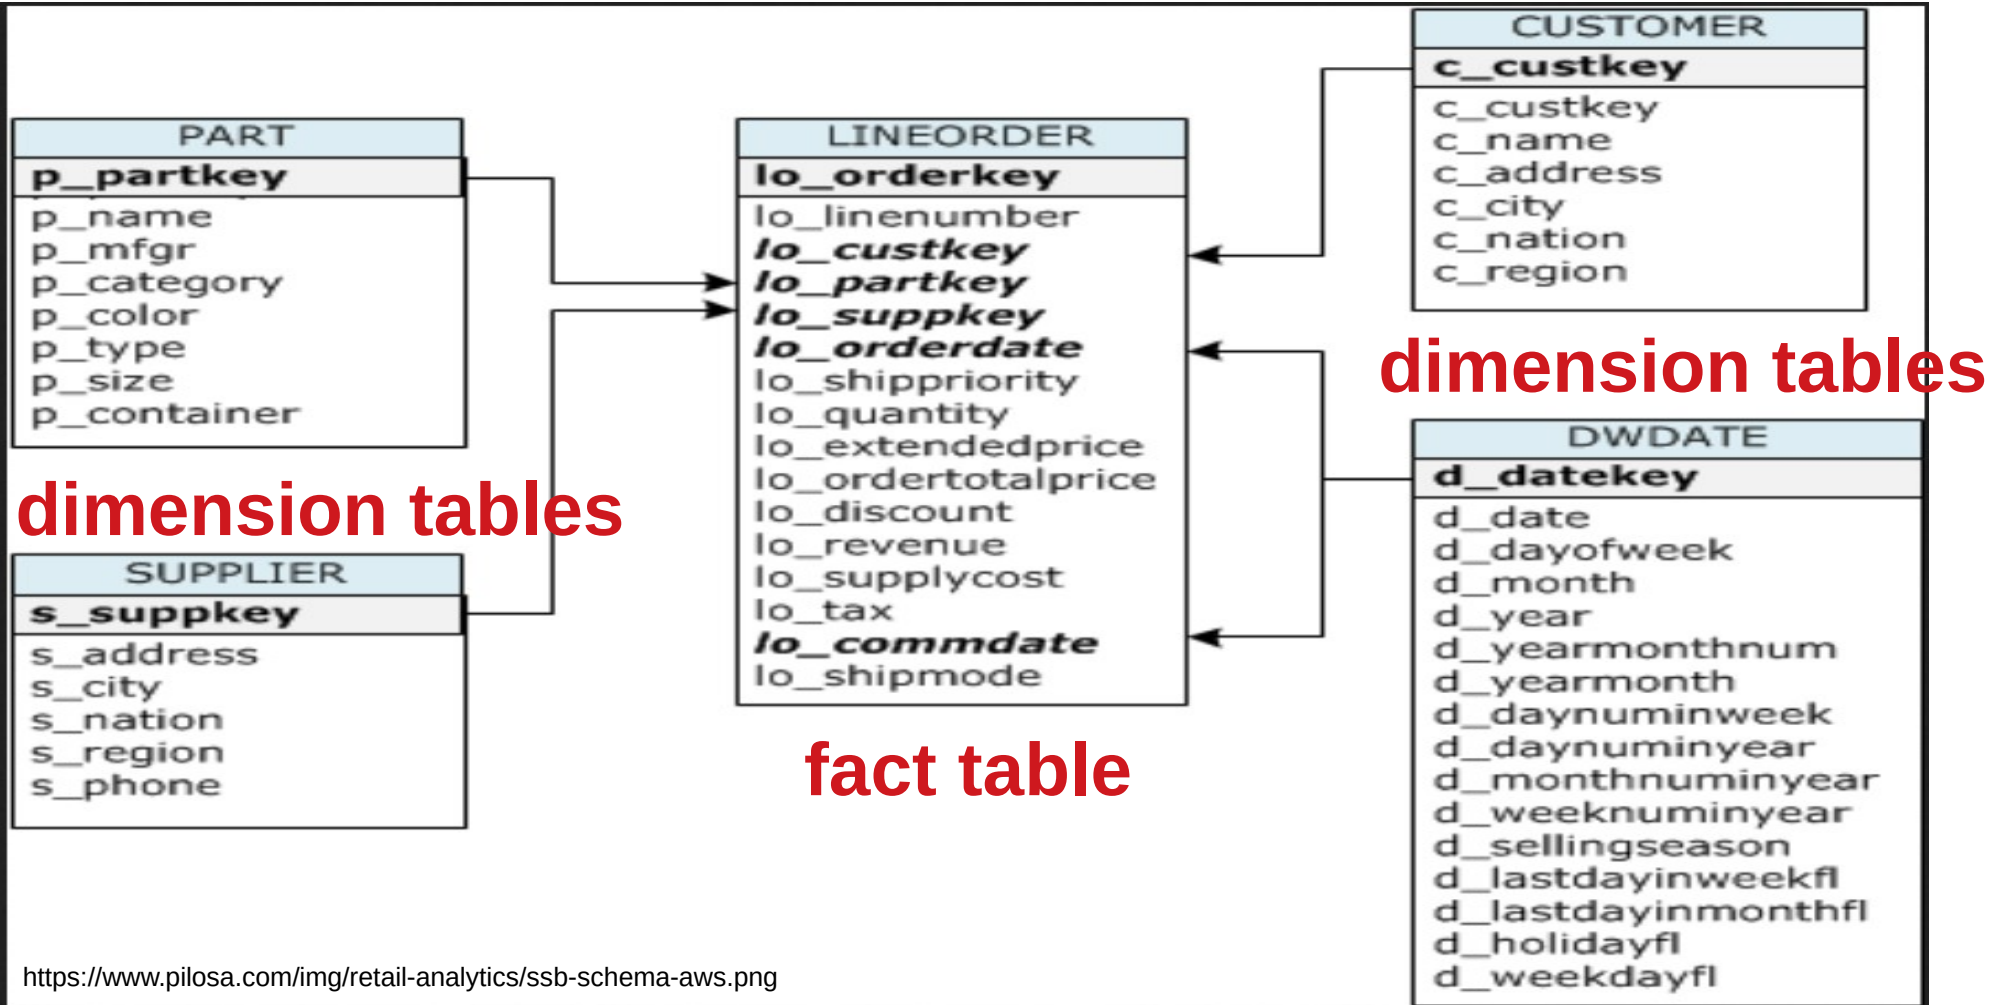 PART
p_partkey
p_name
p_mfgr
p_category
p_color
p_type
p_size
p_container
dimension tables
SUPPLIER
s_suppkey
s_address
s_city
s_nation
s_region
s_phone
LINEORDER
lo_orderkey
lo_linenumber
lo_custkey
lo_partkey
lo_suppkey
lo_orderdate
lo_shippriority
lo_quantity
lo_extendedprice
lo_ordertotalprice
lo_discount
lo_revenue
lo_supplycost
lo_tax
lo_commdate
lo_shipmode
fact table
CUSTOMER
c_custkey
c_custkey
c_name
c_address
c_city
c_nation
c_region
dimension tables
DWDATE
d_datekey
d_date
d_dayofweek
d_month
d_year
d_yearmonthnum
d_yearmonth
d_daynuminweek
d_daynuminyear
d_monthnuminyear
d_weeknuminyear
d_sellingseason
d_lastdayinweekfl
d_lastdayinmonthfl
d_holidayfl
d_weekdayfl
https://www.pilosa.com/img/retail-analytics/ssb-schema-aws.png